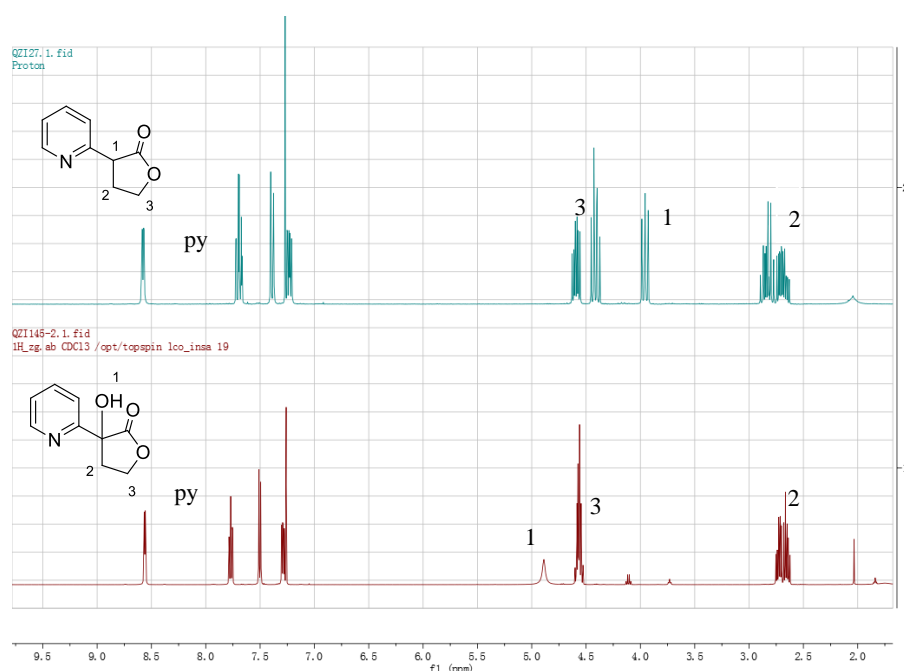 QZI27.1.fid
Proton
O
1
N
O
2
3
py
3
1
2
QZI145-2.1.fid
1H_zg.ab CDCl3 /opt/topspin lco_insa 19
1
OH
O
N
O
2
3
py
1
3
2
9.5 9.0 8.5 8.0 7.5 7.0 6.5 6.0 5.5 5.0 4.5 4.0 3.5 3.0 2.5 2.0
f1 (ppm)